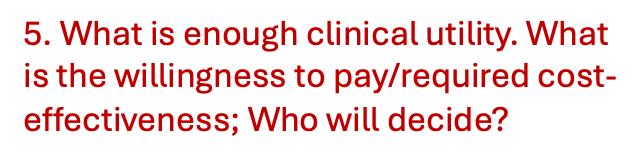 5. What is enough clinical utility. What
is the willingness to pay/required cost-
effectiveness; Who will decide?